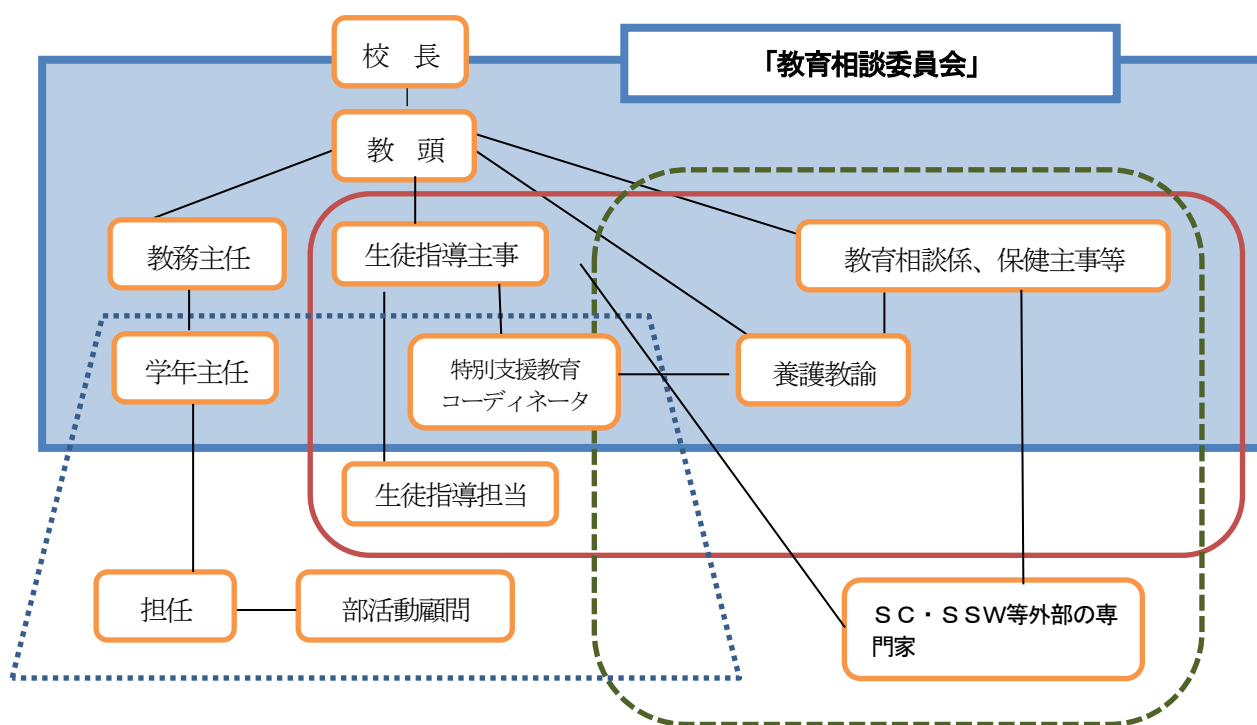 校　長
「教育相談委員会」
教　頭
教務主任
生徒指導主事
教育相談係、保健主事等
学年主任
特別支援教育
コーディネータ
養護教諭
生徒指導担当
担任
部活動顧問
ＳＣ・ＳＳＷ等外部の専
門家